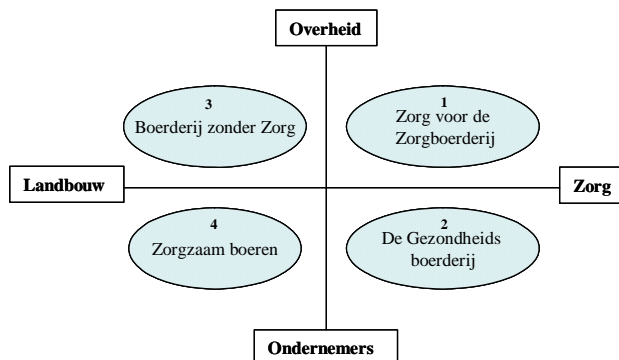 Overheid
3
Boerderij zonder Zorg
1
Zorg voor de
Zorgboerderij
Landbouw
Zorg
4
Zorgzaam boeren
2
De Gezondheids
boerderij
Ondernemers